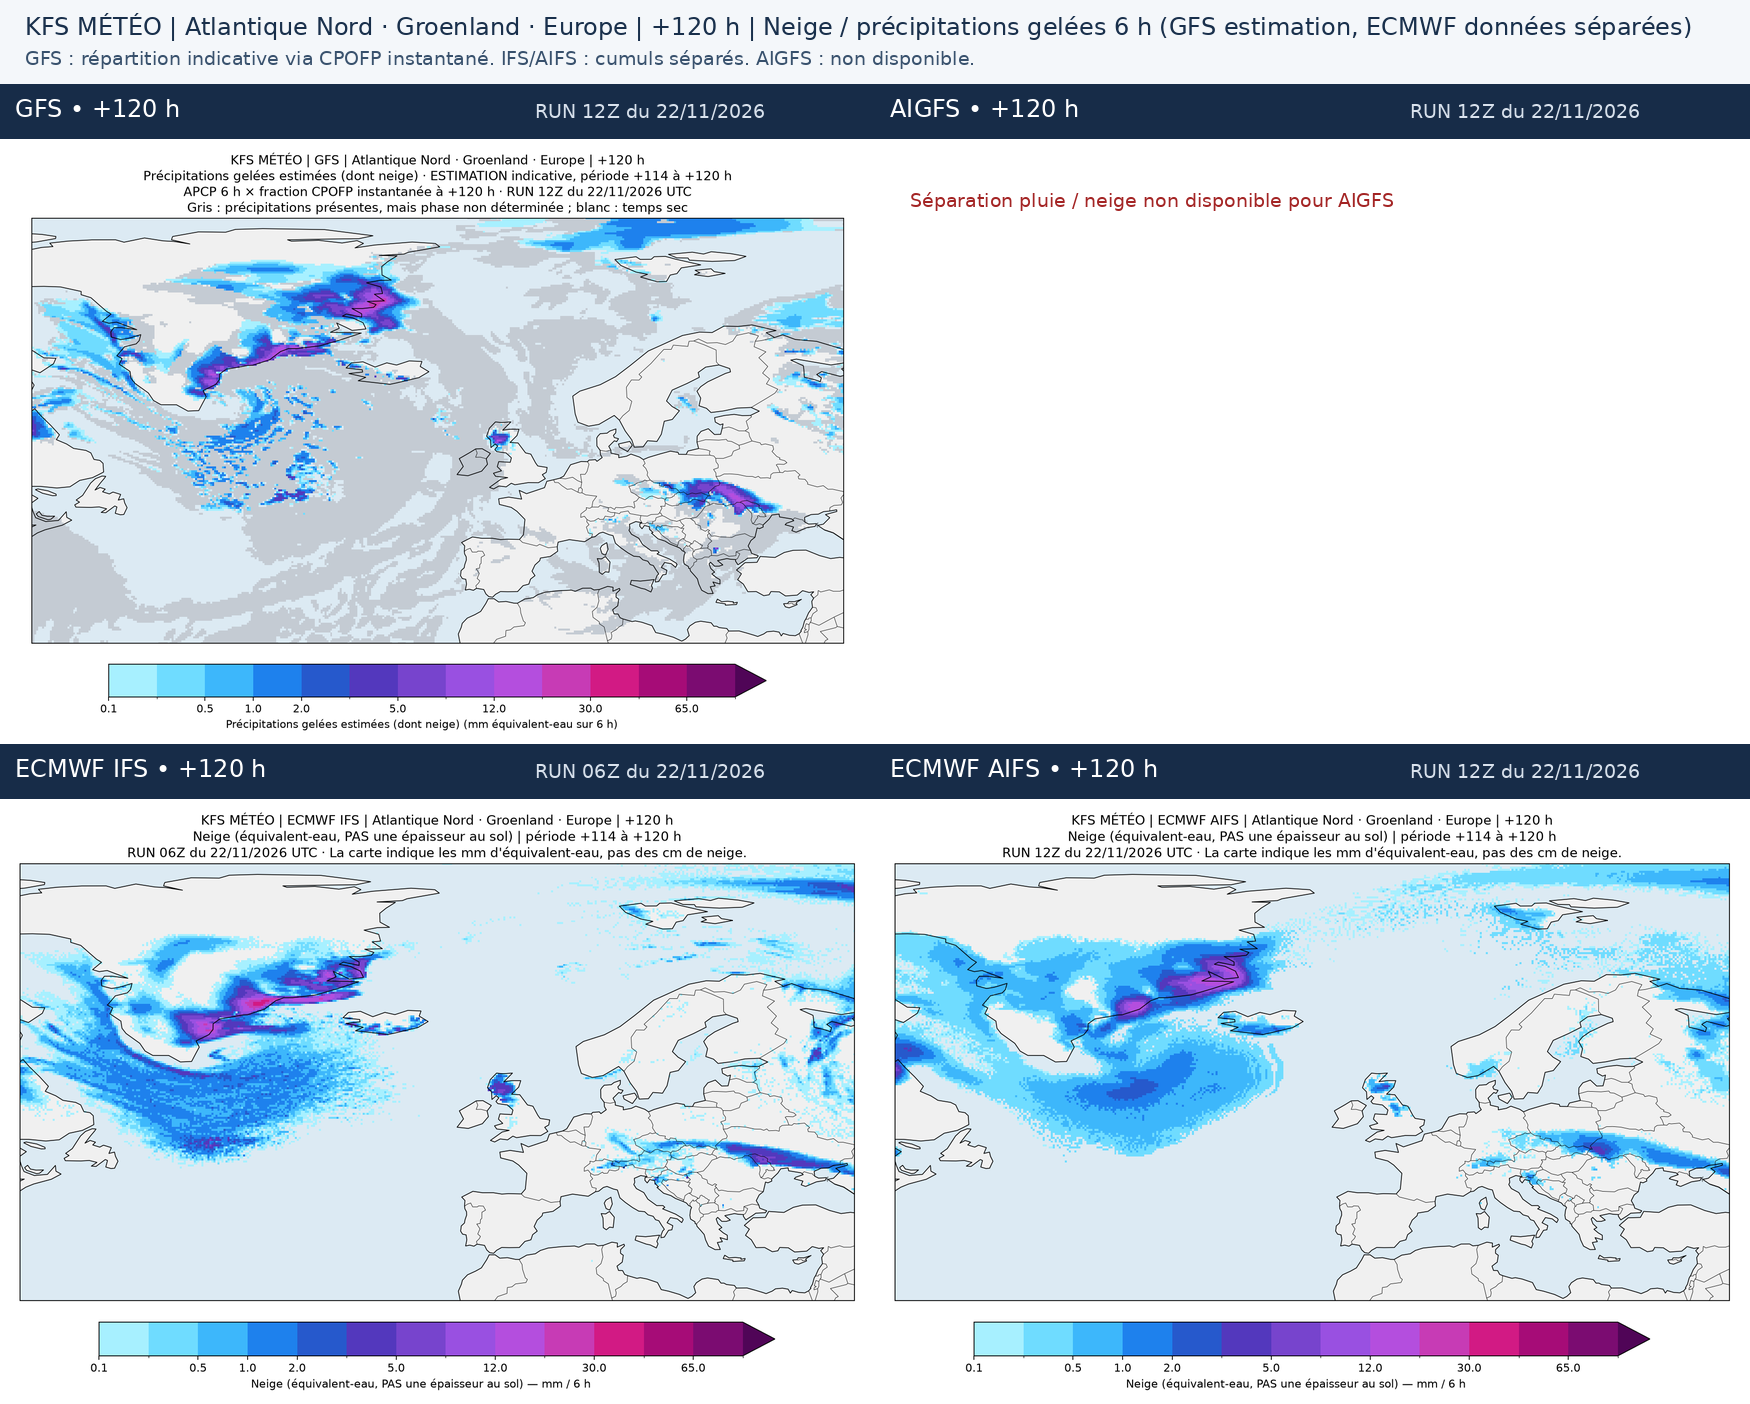 KFS MÉTÉO | Atlantique Nord · Groenland · Europe | +120 h | Neige / précipitations gelées 6 h (GFS estimation, ECMWF données séparées)
GFS : répartition indicative via CPOFP instantané. IFS/AIFS : cumuls séparés. AIGFS : non disponible.
GFS • +120 h
RUN 12Z du 22/11/2026
AIGFS • +120 h
RUN 12Z du 22/11/2026
KFS MÉTÉO | GFS | Atlantique Nord · Groenland · Europe | +120 h
Précipitations gelées estimées (dont neige) · ESTIMATION indicative, période +114 à +120 h
APCP 6 h × fraction CPOFP instantanée à +120 h · RUN 12Z du 22/11/2026 UTC
Gris : précipitations présentes, mais phase non déterminée ; blanc : temps sec
Séparation pluie / neige non disponible pour AIGFS
0.1 0.5 1.0 2.0 5.0 12.0 30.0 65.0
Précipitations gelées estimées (dont neige) (mm équivalent-eau sur 6 h)
ECMWF IFS • +120 h
RUN 06Z du 22/11/2026
ECMWF AIFS • +120 h
RUN 12Z du 22/11/2026
KFS MÉTÉO | ECMWF IFS | Atlantique Nord · Groenland · Europe | +120 h
Neige (équivalent-eau, PAS une épaisseur au sol) | période +114 à +120 h
RUN 06Z du 22/11/2026 UTC · La carte indique les mm d'équivalent-eau, pas des cm de neige.
0.1 0.5 1.0 2.0 5.0 12.0 30.0 65.0
Neige (équivalent-eau, PAS une épaisseur au sol) — mm / 6 h
KFS MÉTÉO | ECMWF AIFS | Atlantique Nord · Groenland · Europe | +120 h
Neige (équivalent-eau, PAS une épaisseur au sol) | période +114 à +120 h
RUN 12Z du 22/11/2026 UTC · La carte indique les mm d'équivalent-eau, pas des cm de neige.
0.1 0.5 1.0 2.0 5.0 12.0 30.0 65.0
Neige (équivalent-eau, PAS une épaisseur au sol) — mm / 6 h